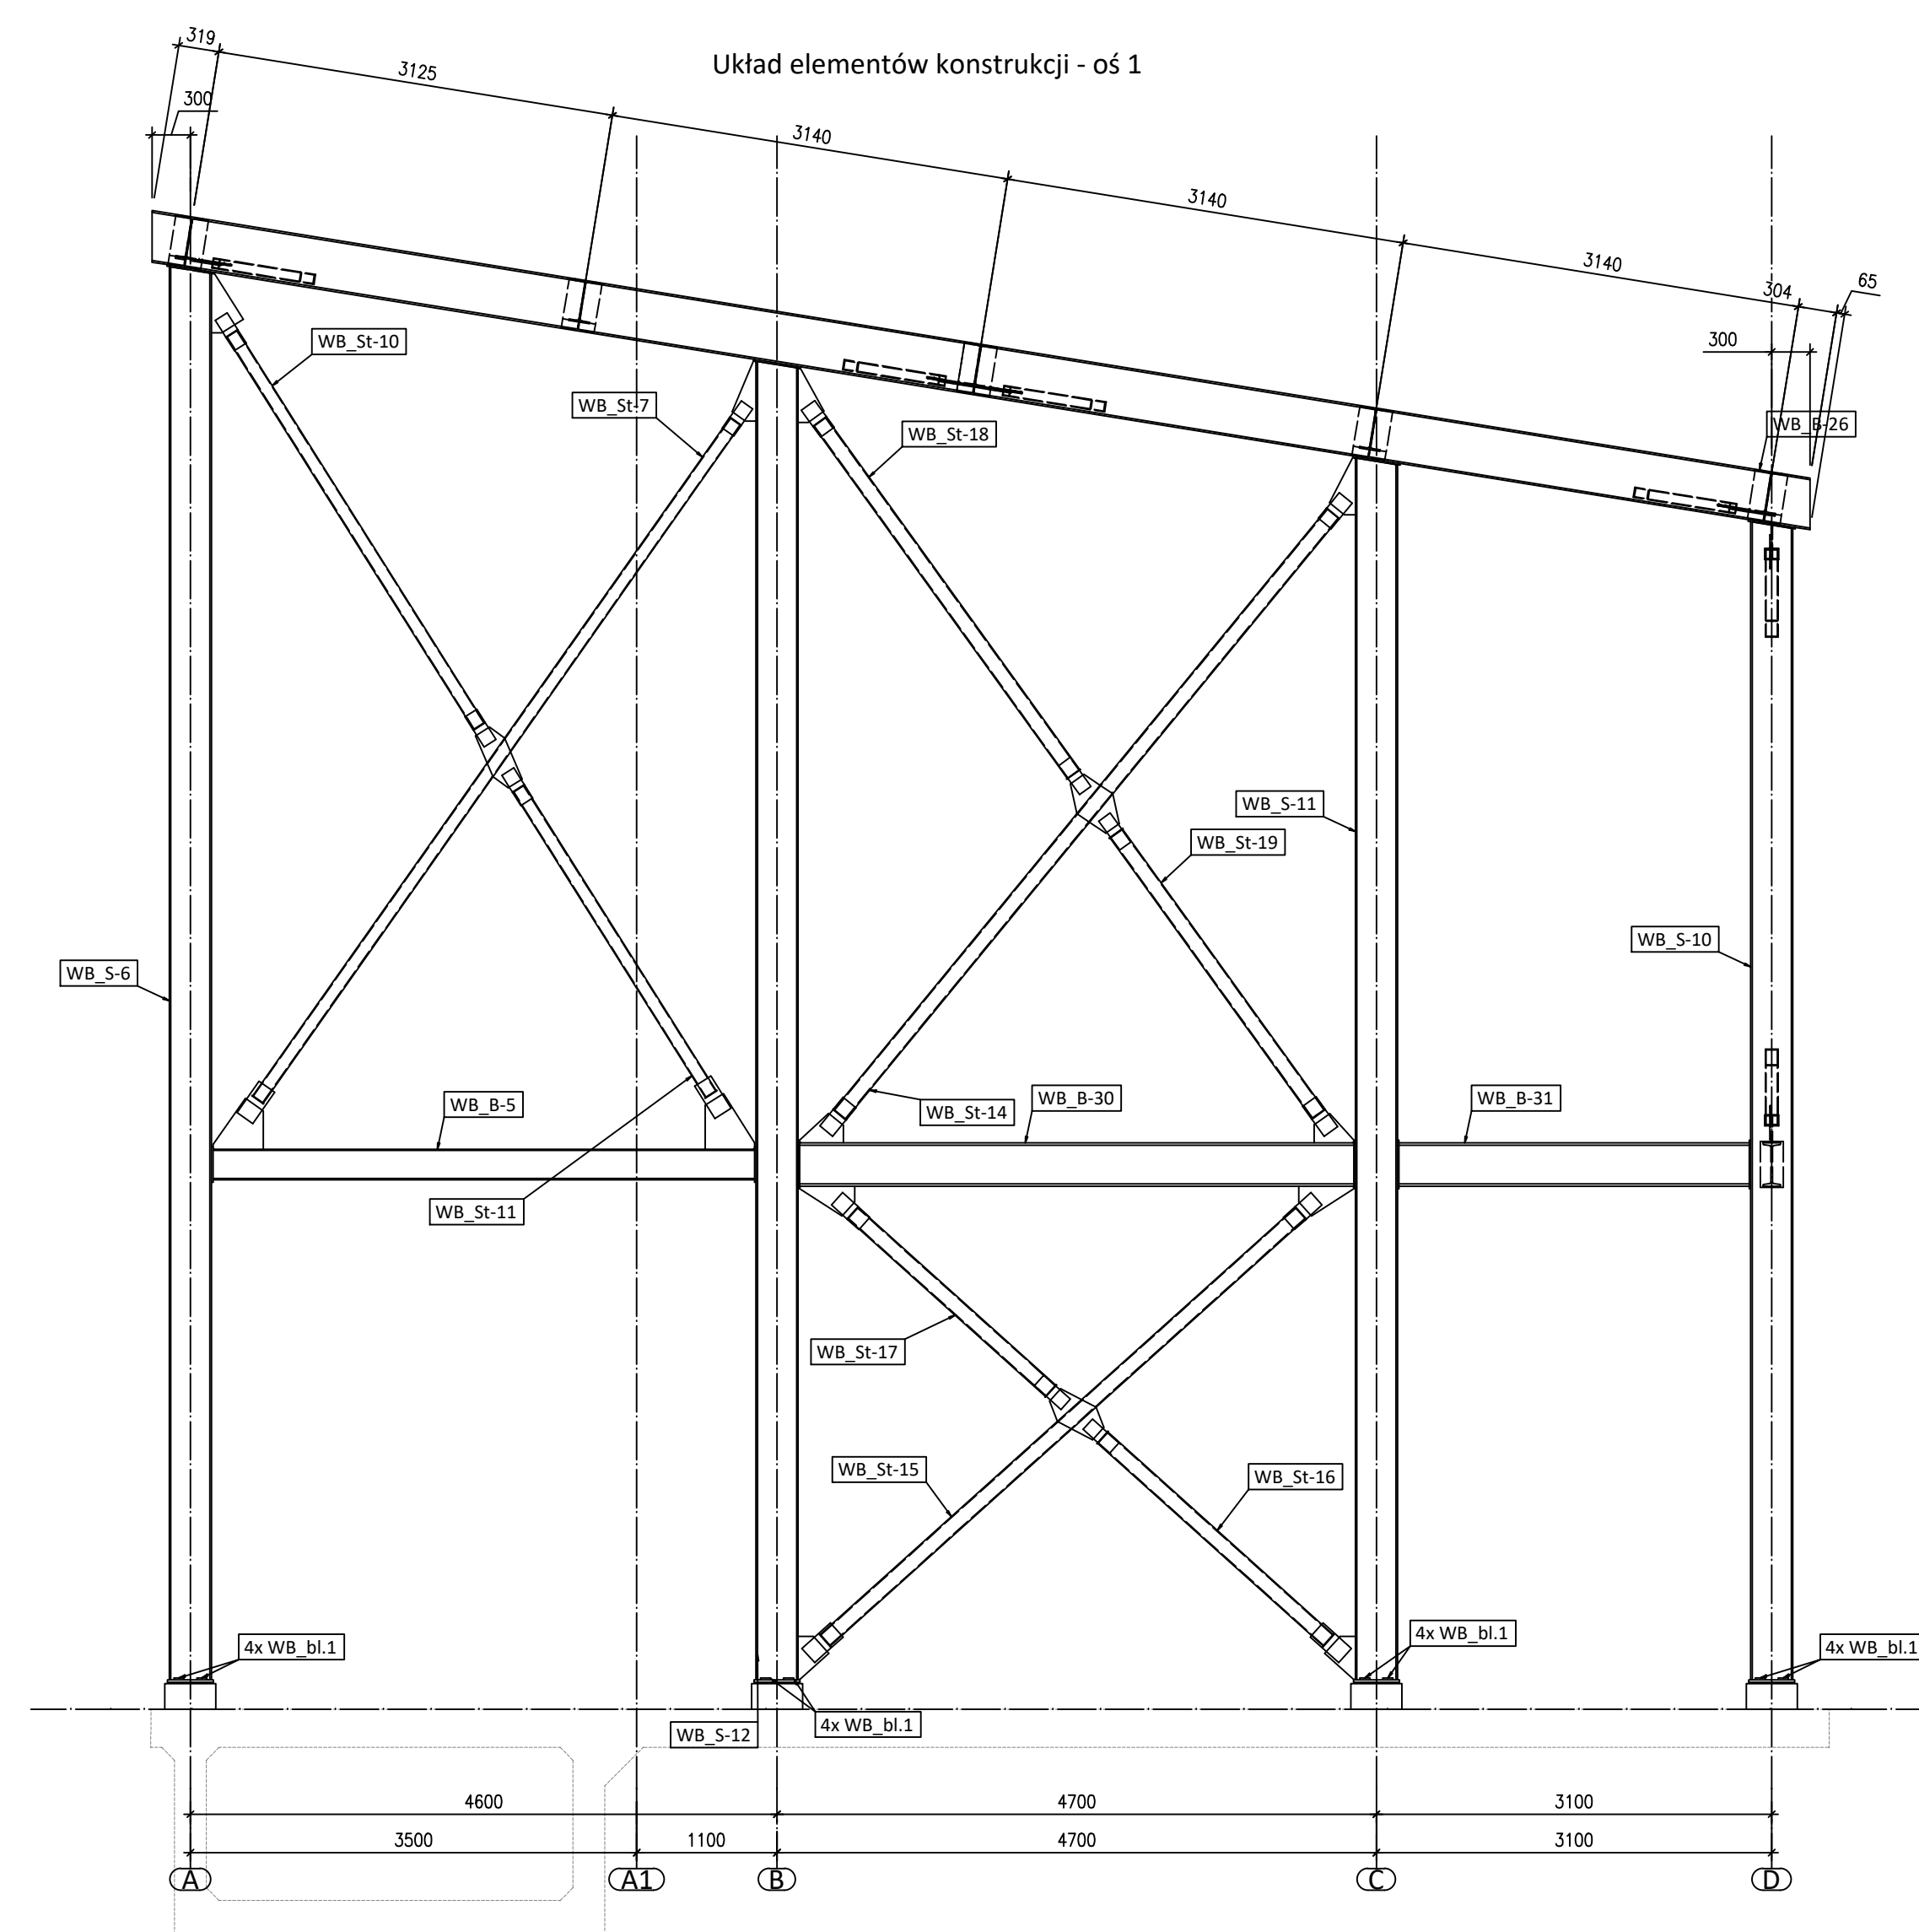 Układ elementów konstrukcji - oś 1
319
3125
300
3140
3140
3140
304
65
300
WB_St-10
WB_St-7
WB_St-18
WB_B-26
WB_S-11
WB_St-19
WB_S-10
WB_S-6
WB_B-5
WB_St-14
WB_B-30
WB_B-31
WB_St-11
WB_St-17
WB_St-15
WB_St-16
4x WB_bl.1
4x WB_bl.1
4x WB_bl.1
4x WB_bl.1
WB_S-12
4600
4700
3100
3500
1100
4700
3100
A
A1
B
C
D